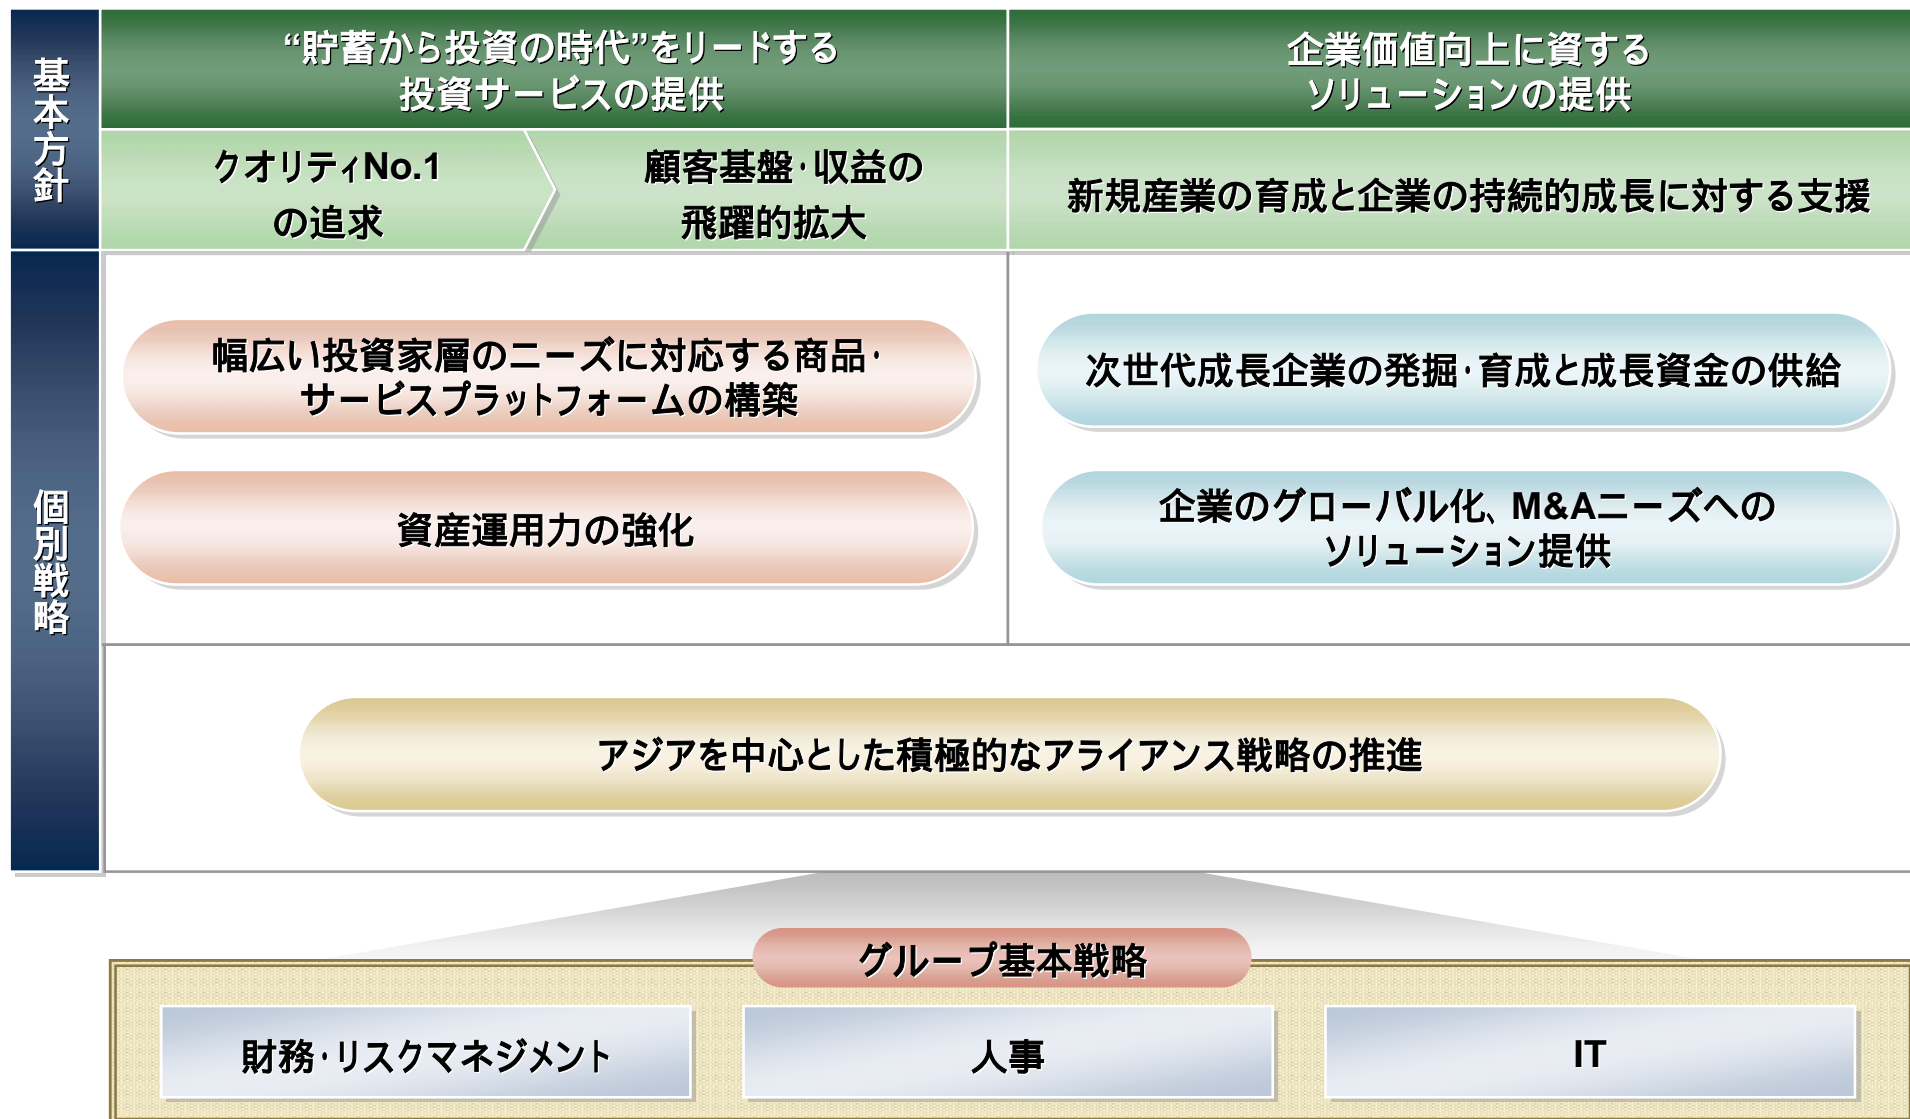 基本方針
“貯蓄から投資の時代”をリードする
投資サービスの提供
企業価値向上に資する
ソリューションの提供
クオリティNo.1
の追求
顧客基盤・収益の
飛躍的拡大
新規産業の育成と企業の持続的成長に対する支援
個別戦略
幅広い投資家層のニーズに対応する商品・
サービスプラットフォームの構築
資産運用力の強化
次世代成長企業の発掘・育成と成長資金の供給
企業のグローバル化、M&Aニーズへの
ソリューション提供
アジアを中心とした積極的なアライアンス戦略の推進
グループ基本戦略
財務・リスクマネジメント
人事
IT